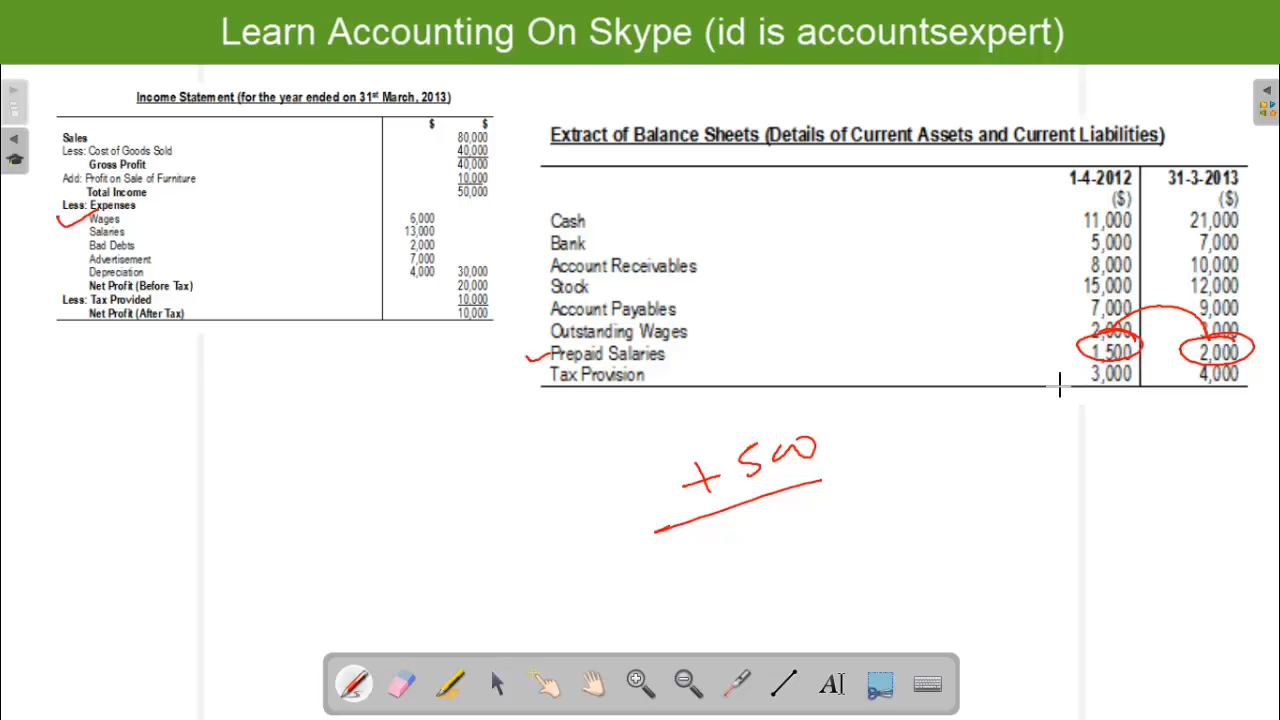 Learn Accounting On Skype (id is accountsexpert)
Income Statement (for the year ended on 31st March, 2013)
$ $
Sales 80,000
Less: Cost of Goods Sold 40,000
Gross Profit 40,000
Add: Profit on Sale of Furniture 10,000
Total Income 50,000
Less: Expenses
Wages 6,000
Salaries 13,000
Bad Debts 2,000
Advertisement 7,000
Depreciation 4,000 30,000
Net Profit (Before Tax) 20,000
Less: Tax Provided 10,000
Net Profit (After Tax) 10,000
Extract of Balance Sheets (Details of Current Assets and Current Liabilities)
1-4-2012 31-3-2013
($) ($)
Cash 11,000 21,000
Bank 5,000 7,000
Account Receivables 8,000 10,000
Stock 15,000 12,000
Account Payables 7,000 9,000
Outstanding Wages 2,000 3,000
Prepaid Salaries 1,500 2,000
Tax Provision 3,000 4,000
+ 500
AI